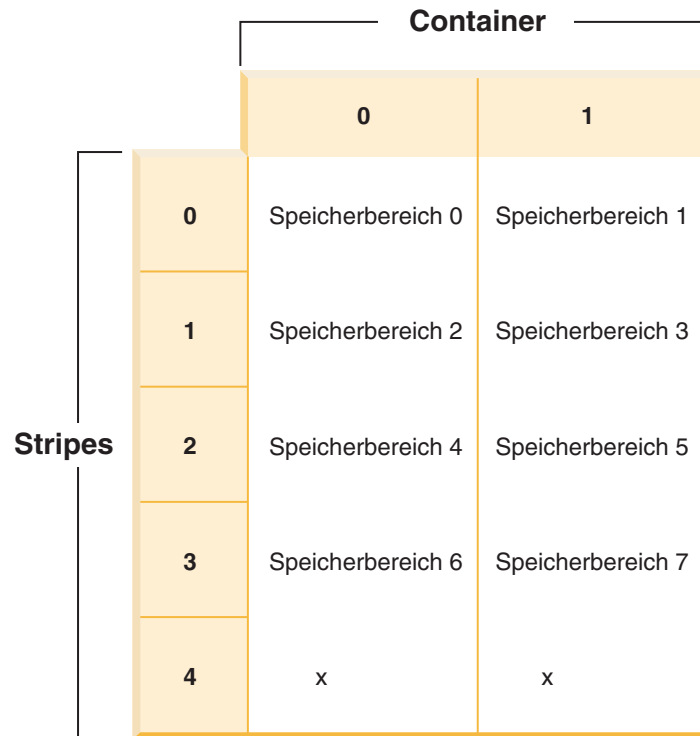 Container
0 1
0 Speicherbereich 0 Speicherbereich 1
1 Speicherbereich 2 Speicherbereich 3
Stripes 2 Speicherbereich 4 Speicherbereich 5
3 Speicherbereich 6 Speicherbereich 7
4 x x